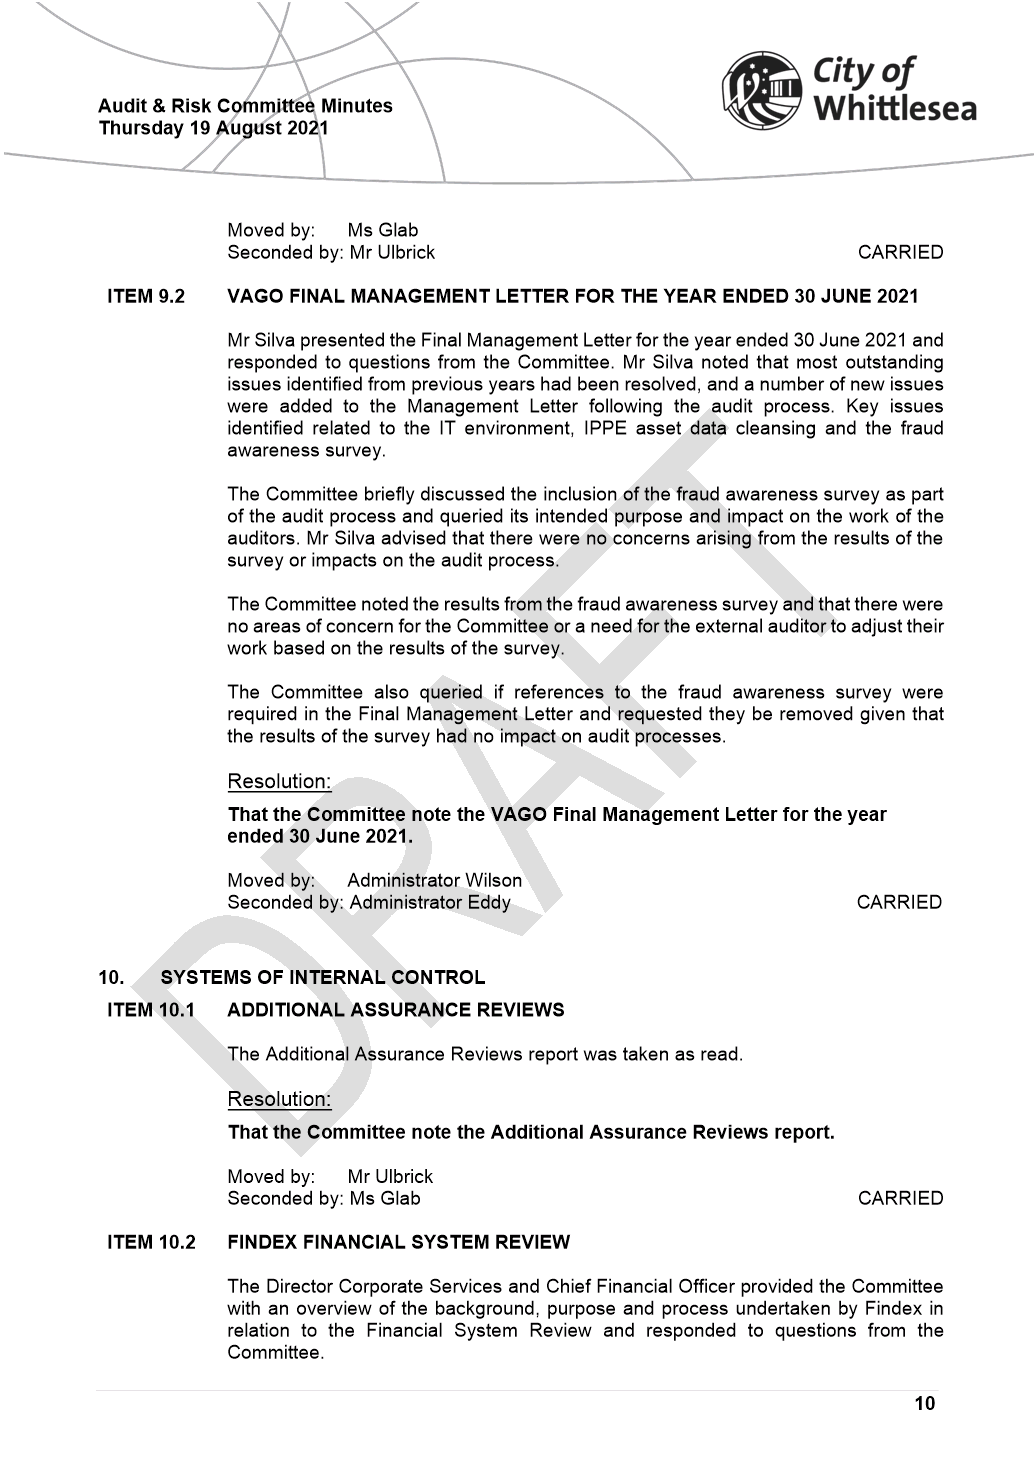 Audit & Risk Committee Minutes
Thursday 19 August 2021
City of
Whittlesea
Moved by: Ms Glab
Seconded by: Mr Ulbrick CARRIED
ITEM 9.2 VAGO FINAL MANAGEMENT LETTER FOR THE YEAR ENDED 30 JUNE 2021
Mr Silva presented the Final Management Letter for the year ended 30 June 2021 and
responded to questions from the Committee. Mr Silva noted that most outstanding
issues identified from previous years had been resolved, and a number of new issues
were added to the Management Letter following the audit process. Key issues
identified related to the IT environment, IPPE asset data cleansing and the fraud
awareness survey.
The Committee briefly discussed the inclusion of the fraud awareness survey as part
of the audit process and queried its intended purpose and impact on the work of the
auditors. Mr Silva advised that there were no concerns arising from the results of the
survey or impacts on the audit process.
The Committee noted the results from the fraud awareness survey and that there were
no areas of concern for the Committee or a need for the external auditor to adjust their
work based on the results of the survey.
The Committee also queried if references to the fraud awareness survey were
required in the Final Management Letter and requested they be removed given that
the results of the survey had no impact on audit processes.
Resolution:
That the Committee note the VAGO Final Management Letter for the year
ended 30 June 2021.
Moved by: Administrator Wilson
Seconded by: Administrator Eddy CARRIED
10. SYSTEMS OF INTERNAL CONTROL
ITEM 10.1 ADDITIONAL ASSURANCE REVIEWS
The Additional Assurance Reviews report was taken as read.
Resolution:
That the Committee note the Additional Assurance Reviews report.
Moved by: Mr Ulbrick
Seconded by: Ms Glab CARRIED
ITEM 10.2 FINDEX FINANCIAL SYSTEM REVIEW
The Director Corporate Services and Chief Financial Officer provided the Committee
with an overview of the background, purpose and process undertaken by Findex in
relation to the Financial System Review and responded to questions from the
Committee.
10
DRAFT